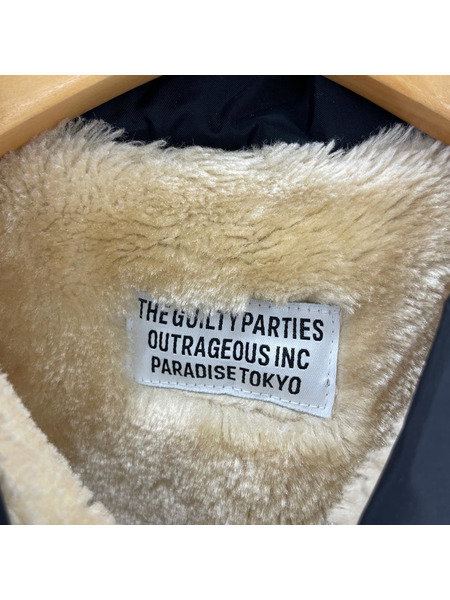 THE GUILTY PARTIES
OUTRAGEOUS INC
PARADISE TOKYO